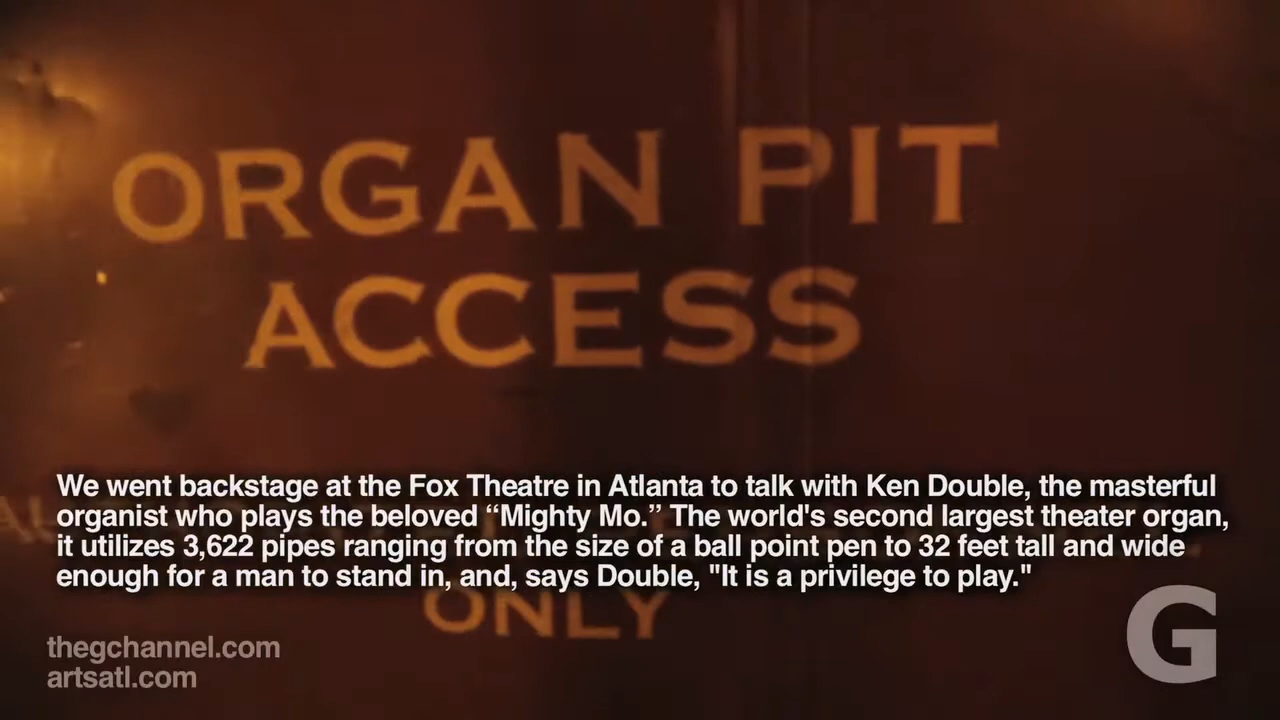 ORGAN PIT
ACCESS
We went backstage at the Fox Theatre in Atlanta to talk with Ken Double, the masterful
organist who plays the beloved “Mighty Mo.” The world's second largest theater organ,
it utilizes 3,622 pipes ranging from the size of a ball point pen to 32 feet tall and wide
enough for a man to stand in, and, says Double, "It is a privilege to play."
ONLY
thegchannel.com
artsatl.com
G